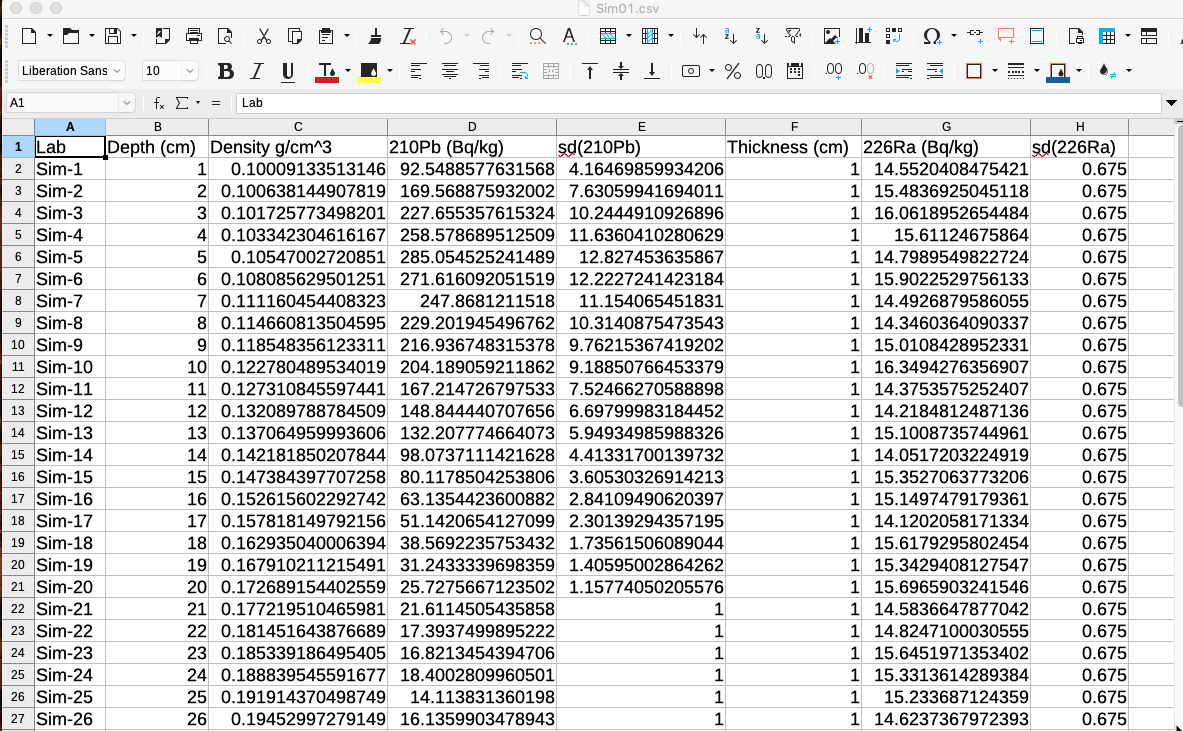 Sim01.csv
Liberation Sans 10
A1 Lab
A B C D E F G H
1 Lab Depth (cm) Density g/cm^3 210Pb (Bq/kg) sd(210Pb) Thickness (cm) 226Ra (Bq/kg) sd(226Ra)
2 Sim-1 1 0.10009133513146 92.5488577631568 4.16469859934206 1 14.5520408475421 0.675
3 Sim-2 2 0.100638144907819 169.568875932002 7.63059941694011 1 15.4836925045118 0.675
4 Sim-3 3 0.101725773498201 227.655357615324 10.2444910926896 1 16.0618952654484 0.675
5 Sim-4 4 0.103342304616167 258.578689512509 11.6360410280629 1 15.61124675864 0.675
6 Sim-5 5 0.10547002720851 285.054525241489 12.827453635867 1 14.7989549822724 0.675
7 Sim-6 6 0.108085629501251 271.616092051519 12.2227241423184 1 15.9022529756133 0.675
8 Sim-7 7 0.111160454408323 247.8681211518 11.154065451831 1 14.4926879586055 0.675
9 Sim-8 8 0.114660813504595 229.201945496762 10.3140875473543 1 14.3460364090337 0.675
10 Sim-9 9 0.118548356123311 216.936748315378 9.76215367419202 1 15.0108428952331 0.675
11 Sim-10 10 0.122780489534019 204.189059211862 9.18850766453379 1 16.3494276356907 0.675
12 Sim-11 11 0.127310845597441 167.214726797533 7.52466270588898 1 14.3753575252407 0.675
13 Sim-12 12 0.132089788784509 148.844440707656 6.69799983184452 1 14.2184812487136 0.675
14 Sim-13 13 0.137064959993606 132.207774664073 5.94934985988326 1 15.1008735744961 0.675
15 Sim-14 14 0.142181850207844 98.0737111421628 4.41331700139732 1 14.0517203224919 0.675
16 Sim-15 15 0.147384397707258 80.1178504253806 3.60530326914213 1 15.3527063773206 0.675
17 Sim-16 16 0.152615602292742 63.1354423600882 2.84109490620397 1 15.1497479179361 0.675
18 Sim-17 17 0.157818149792156 51.1420654127099 2.30139294357195 1 14.1202058171334 0.675
19 Sim-18 18 0.162935040006394 38.5692235753432 1.73561506089044 1 15.6179295802454 0.675
20 Sim-19 19 0.167910211215491 31.2433339698359 1.40595002864262 1 15.3429408127547 0.675
21 Sim-20 20 0.172689154402559 25.7275667123502 1.15774050205576 1 15.6965903241546 0.675
22 Sim-21 21 0.177219510465981 21.6114505435858 1 1 14.5836647877042 0.675
23 Sim-22 22 0.181451643876689 17.3937499895222 1 1 14.8247100030555 0.675
24 Sim-23 23 0.185339186495405 16.8213454394706 1 1 15.6451971353402 0.675
25 Sim-24 24 0.188839545591677 18.4002809960501 1 1 15.3313614289384 0.675
26 Sim-25 25 0.191914370498749 14.113831360198 1 1 15.233687124359 0.675
27 Sim-26 26 0.19452997279149 16.1359903478943 1 1 14.6237367972393 0.675